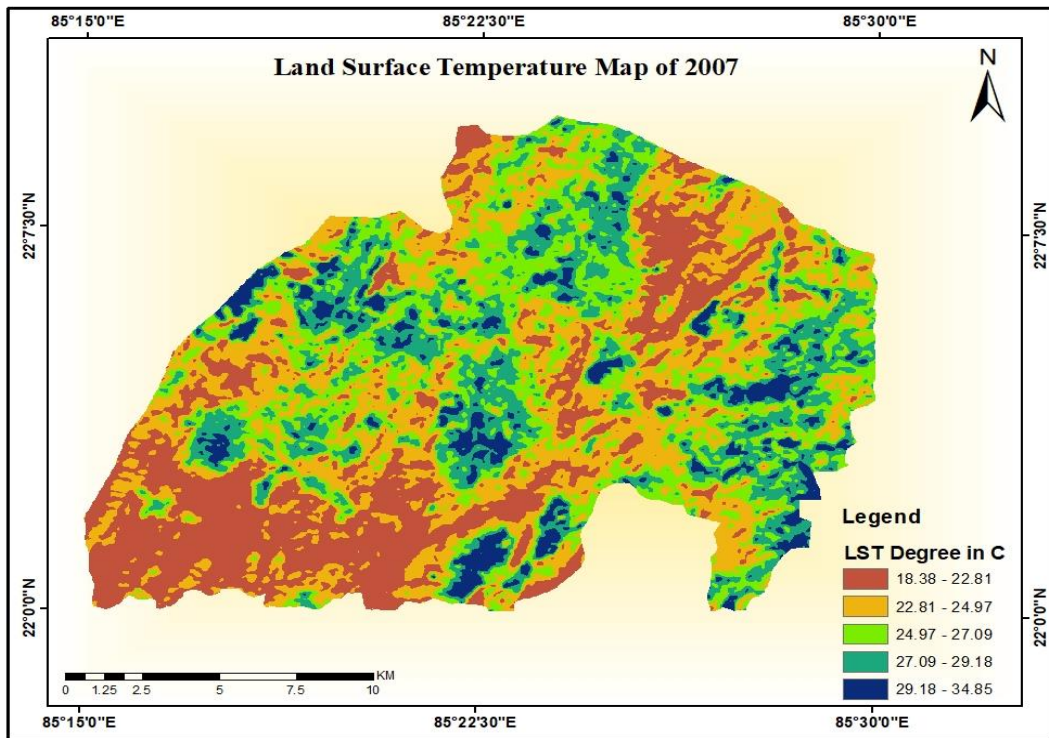 85°15'0"E 85°22'30"E 85°30'0"E
Land Surface Temperature Map of 2007
N
22°7'30"N
22°7'30"N
Legend
LST Degree in C
18.38 - 22.81
22.81 - 24.97
24.97 - 27.09
27.09 - 29.18
29.18 - 34.85
22°0'0"N
22°0'0"N
KM
0 1.25 2.5 5 7.5 10
85°15'0"E 85°22'30"E 85°30'0"E